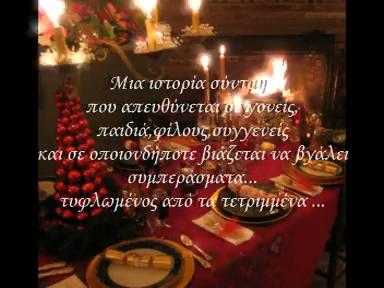 Μια ιστορία σύντομη
που απευθύνεται σε γονείς,
παιδιά,φίλους,συγγενείς
και σε οποιονδήποτε βιάζεται να βγάλει
συμπεράσματα...
τυφλωμένος από τα τετριμμένα ...